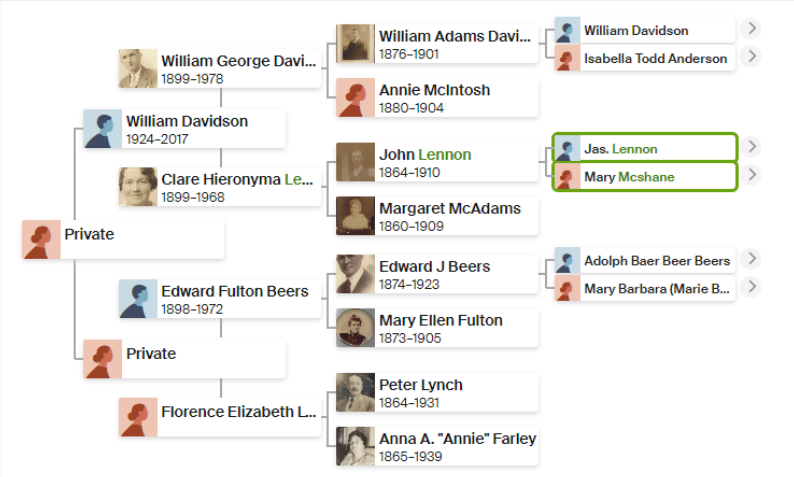 William Adams Davi...
1876–1901
William Davidson
Isabella Todd Anderson
William George Davi...
1899–1978
Annie McIntosh
1880–1904
William Davidson
1924–2017
John Lennon
1864–1910
Jas. Lennon
Mary Mcshane
Clare Hieronyma Le...
1899–1968
Margaret McAdams
1860–1909
Private
Edward J Beers
1874–1923
Adolph Baer Beer Beers
Mary Barbara (Marie B...
Edward Fulton Beers
1898–1972
Mary Ellen Fulton
1873–1905
Private
Peter Lynch
1864–1931
Florence Elizabeth L...
Anna A. "Annie" Farley
1865–1939